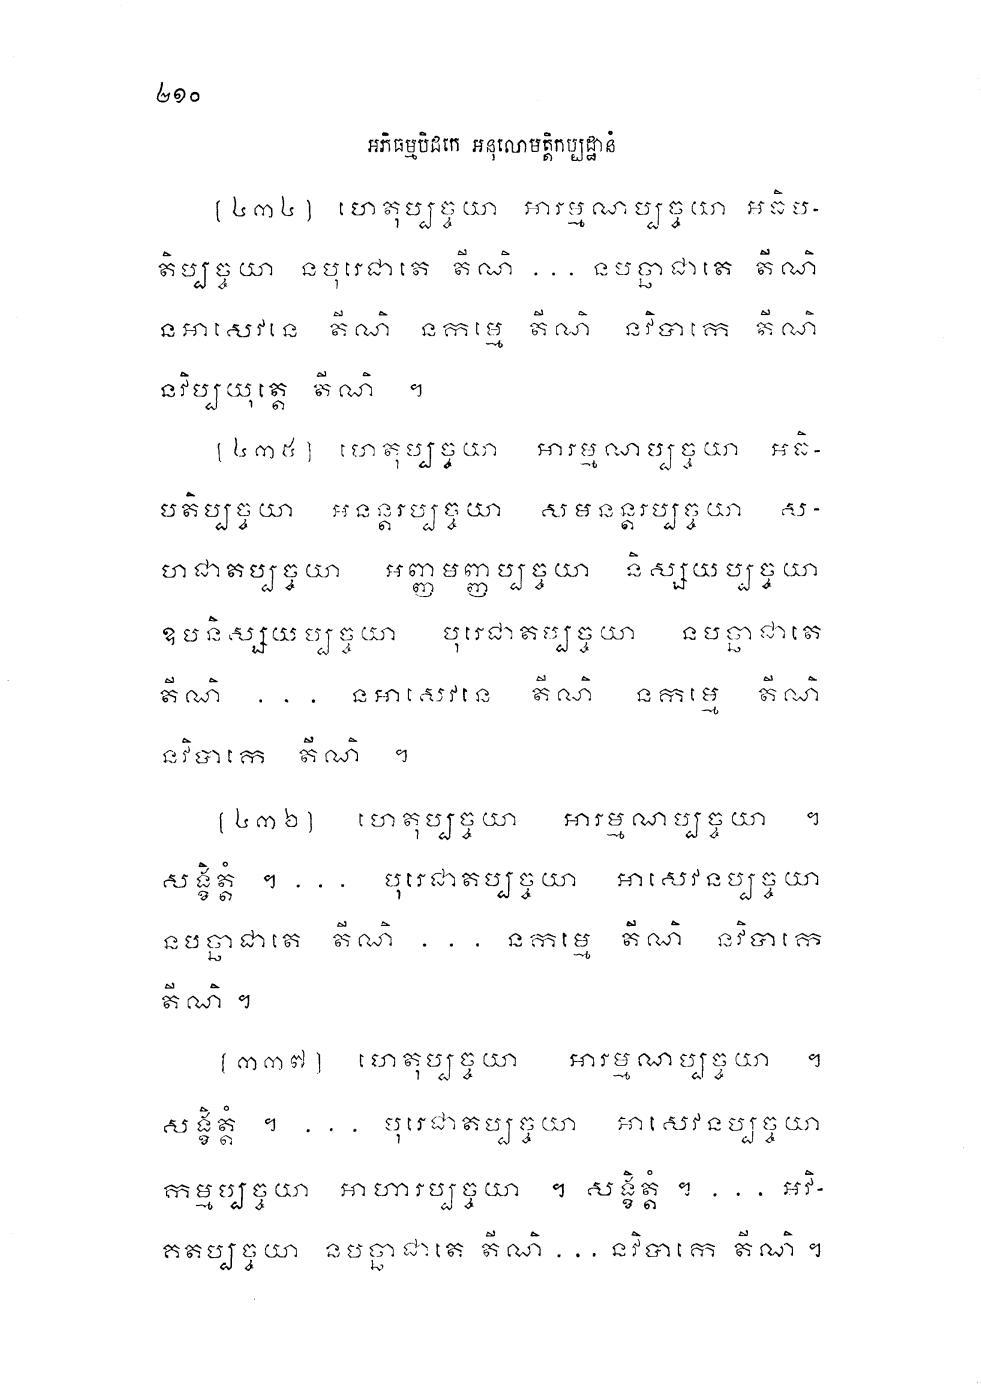 ២១០
អភិធម្មបិដកេ អនុលោមត្តិកប្បដ្ឋានំ
[៤៣៤] ហេតុប្បច្ចយា អារម្មណប្បច្ចយា អធិប-
តិប្បច្ចយា នបុរេជាតេ តីណិ ... នបច្ឆាជាតេ តីណិ
នអាសេវនេ តីណិ នកម្មេ តីណិ នវិបាកេ តីណិ
នវិប្បយុត្តេ តីណិ ។
[៤៣៥] ហេតុប្បច្ចយា អារម្មណប្បច្ចយា អធិ-
បតិប្បច្ចយា អនន្តរប្បច្ចយា សមនន្តរប្បច្ចយា ស-
ហជាតប្បច្ចយា អញ្ញមញ្ញប្បច្ចយា និស្សយប្បច្ចយា
ឧបនិស្សយប្បច្ចយា បុរេជាតប្បច្ចយា នបច្ឆាជាតេ
តីណិ ... នអាសេវនេ តីណិ នកម្មេ តីណិ
នវិបាកេ តីណិ ។
[៤៣៦] ហេតុប្បច្ចយា អារម្មណប្បច្ចយា ។
សង្ខិត្តំ ។ ... បុរេជាតប្បច្ចយា អាសេវនប្បច្ចយា
នបច្ឆាជាតេ តីណិ ... នកម្មេ តីណិ នវិបាកេ
តីណិ ។
[៣៣៧] ហេតុប្បច្ចយា អារម្មណប្បច្ចយា ។
សង្ខិត្តំ ។ ... បុរេជាតប្បច្ចយា អាសេវនប្បច្ចយា
កម្មប្បច្ចយា អាហារប្បច្ចយា ។ សង្ខិត្តំ ។ ... អវិ-
គតប្បច្ចយា នបច្ឆាជាតេ តីណិ ... នវិបាកេ តីណិ ។